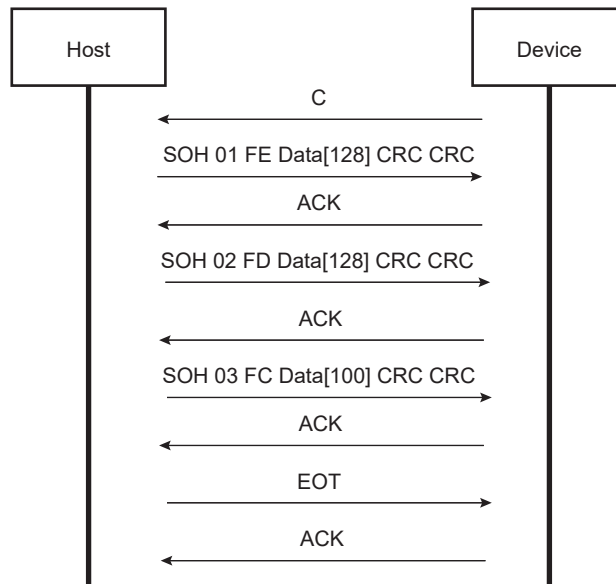 Host
Device
C
SOH 01 FE Data[128] CRC CRC
ACK
SOH 02 FD Data[128] CRC CRC
ACK
SOH 03 FC Data[100] CRC CRC
ACK
EOT
ACK